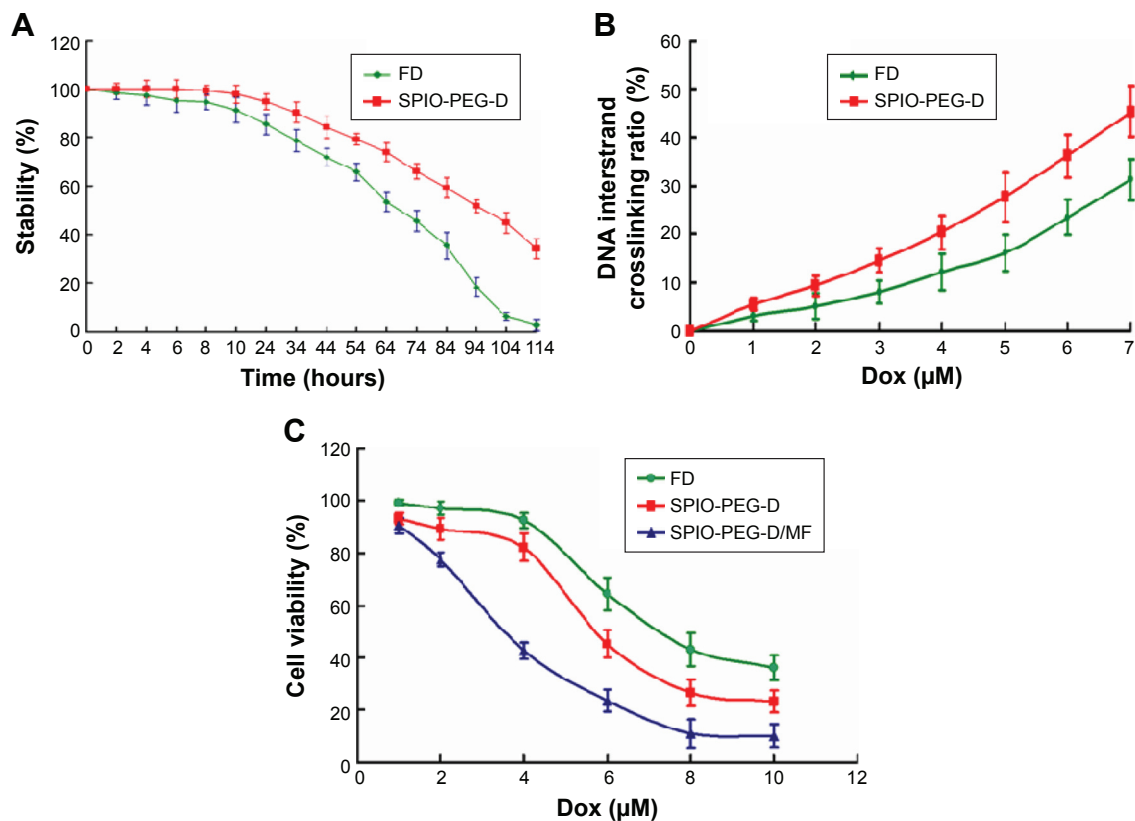 A
120
100
80
60
40
20
0
Stability (%)
FD
SPIO-PEG-D
0 2 4 6 8 10 24 34 44 54 64 74 84 94 104 114
Time (hours)
B
60
50
40
30
20
10
0
DNA interstrand
crosslinking ratio (%)
FD
SPIO-PEG-D
0 1 2 3 4 5 6 7
Dox (µM)
C
120
100
80
60
40
20
0
Cell viability (%)
FD
SPIO-PEG-D
SPIO-PEG-D/MF
0 2 4 6 8 10 12
Dox (µM)